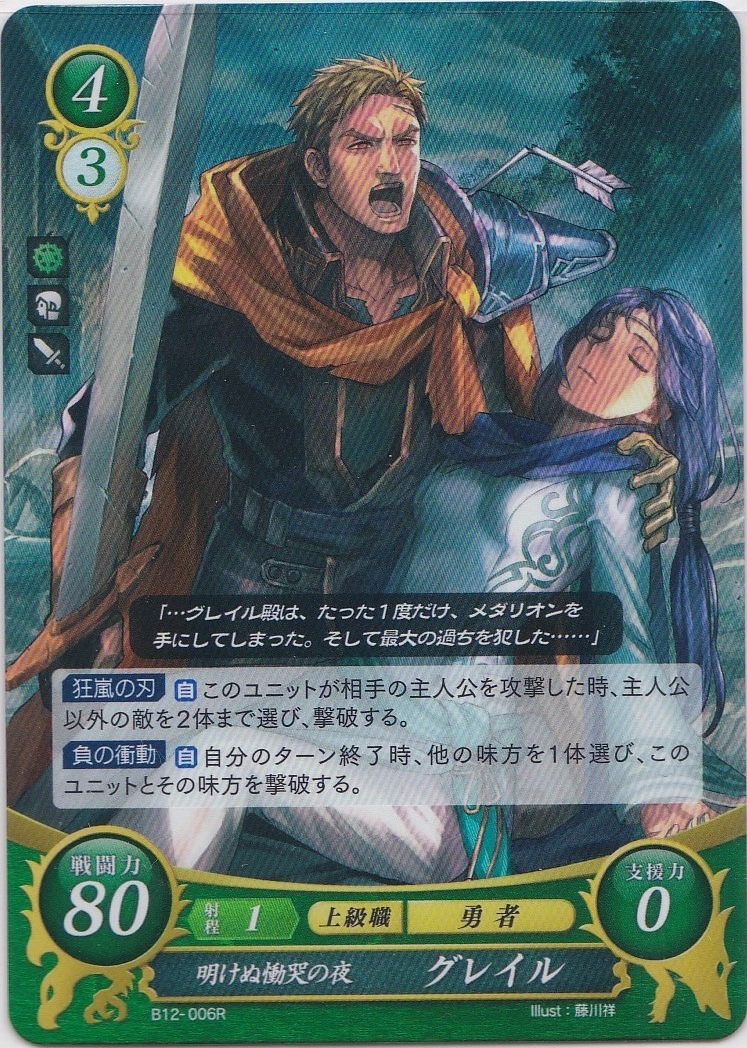 4
3
「…グレイル殿は、たった1度だけ、メダリオンを
手にしてしまった。そして最大の過ちを犯した……」
狂嵐の刃 自 このユニットが相手の主人公を攻撃した時、主人公
以外の敵を2体まで選び、撃破する。
負の衝動 自 自分のターン終了時、他の味方を1体選び、この
ユニットとその味方を撃破する。
戦闘力
80
射程 1
上級職 勇者
支援力
0
明けぬ慟哭の夜 グレイル
B12-006R
Illust:藤川祥